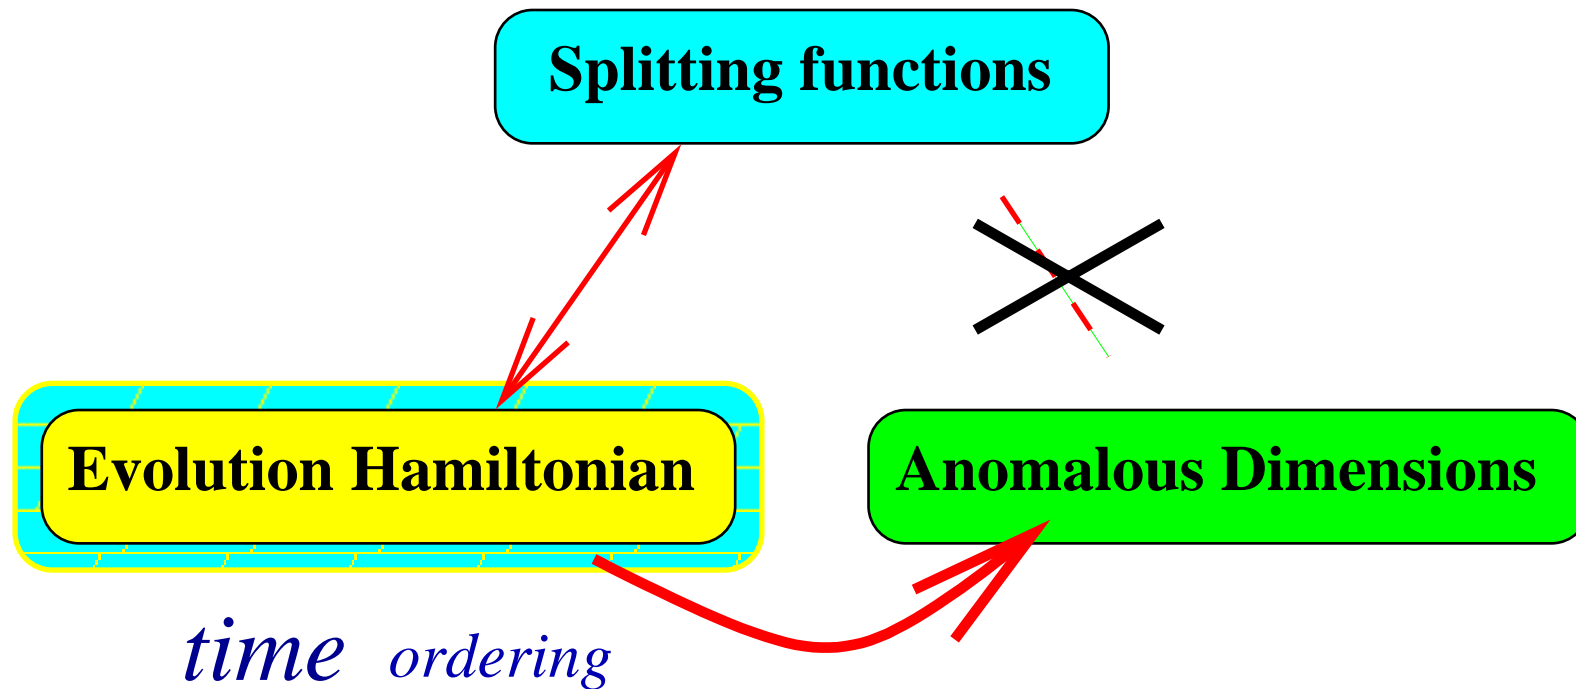 Splitting functions
Evolution Hamiltonian
Anomalous Dimensions
time ordering